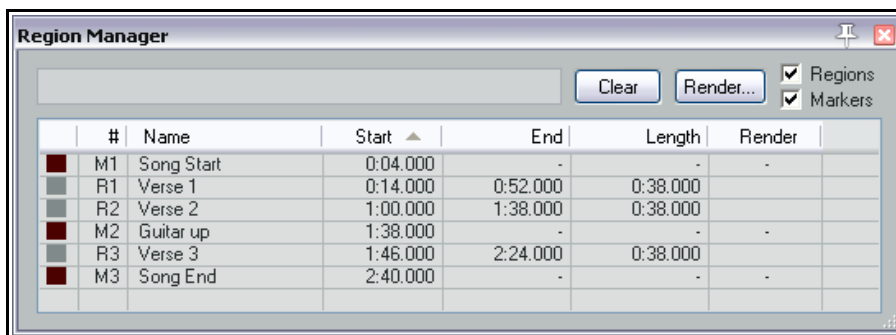 Region Manager
Clear Render... Regions
Markers
# Name Start End Length Render
M1 Song Start 0:04.000 - - -
R1 Verse 1 0:14.000 0:52.000 0:38.000
R2 Verse 2 1:00.000 1:38.000 0:38.000
M2 Guitar up 1:38.000 - - -
R3 Verse 3 1:46.000 2:24.000 0:38.000
M3 Song End 2:40.000 - - -